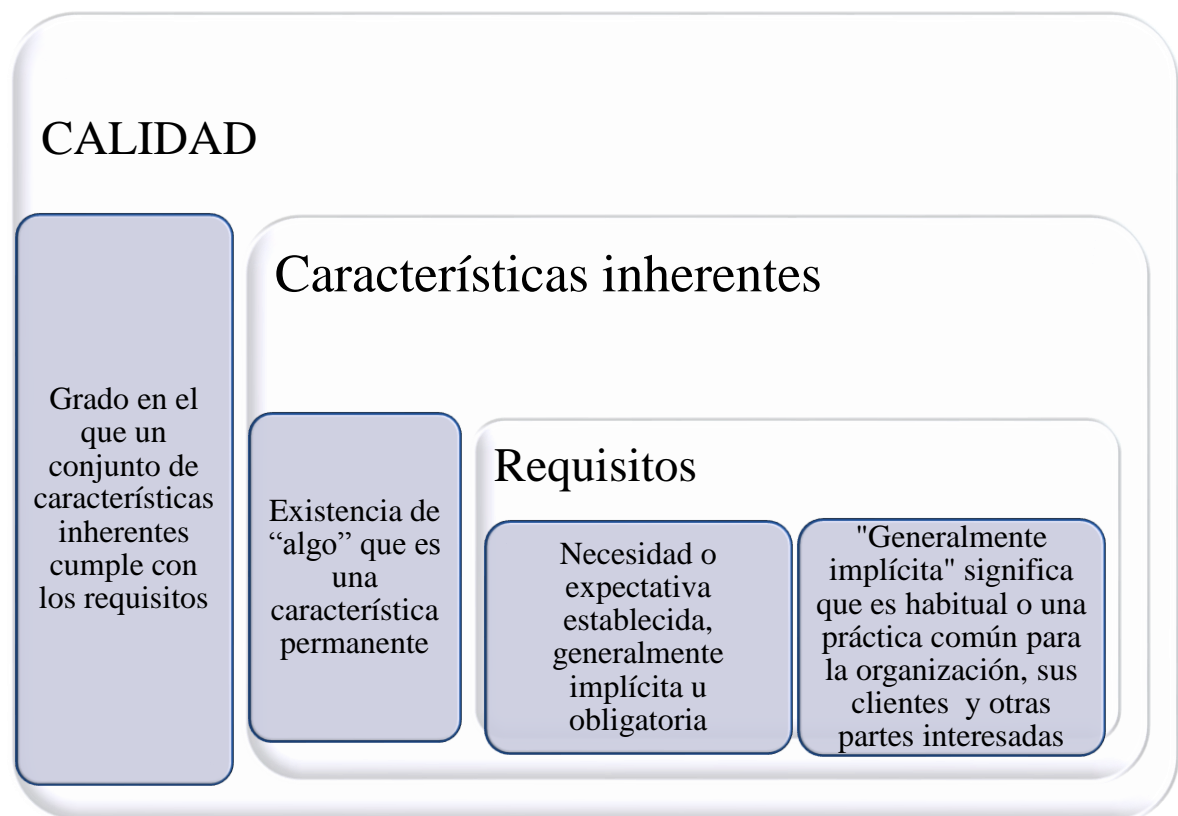 CALIDAD
Grado en el
que un
conjunto de
características
inherentes
cumple con
los requisitos
Características inherentes
Existencia de
“algo” que es
una
característica
permanente
Requisitos
Necesidad o
expectativa
establecida,
generalmente
implícita u
obligatoria
"Generalmente
implícita" significa
que es habitual o una
práctica común para
la organización, sus
clientes y otras
partes interesadas